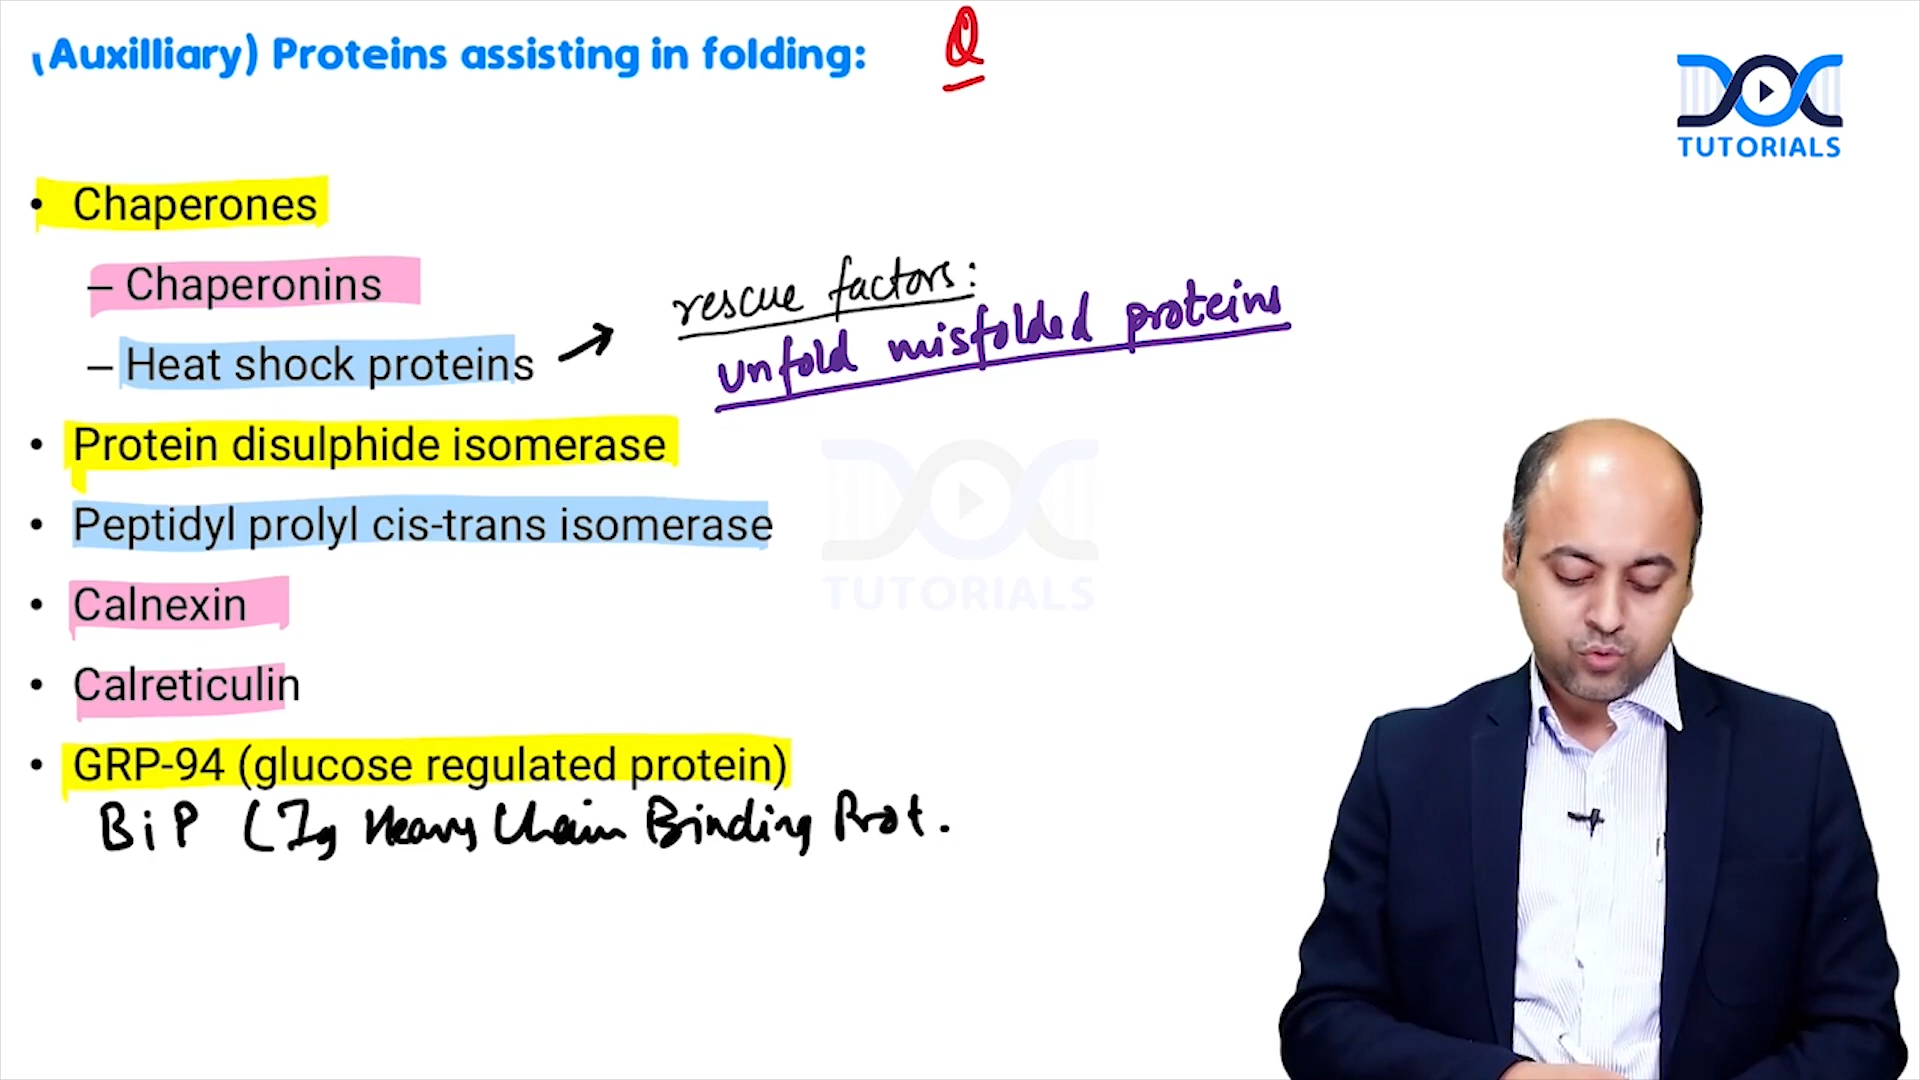 (Auxilliary) Proteins assisting in folding: Q
DOC
TUTORIALS
• Chaperones
– Chaperonins
– Heat shock proteins → rescue factors:
unfold misfolded proteins
• Protein disulphide isomerase
• Peptidyl prolyl cis-trans isomerase
DOC
TUTORIALS
• Calnexin
• Calreticulin
• GRP-94 (glucose regulated protein)
BiP (Ig Heavy Chain Binding Prot.